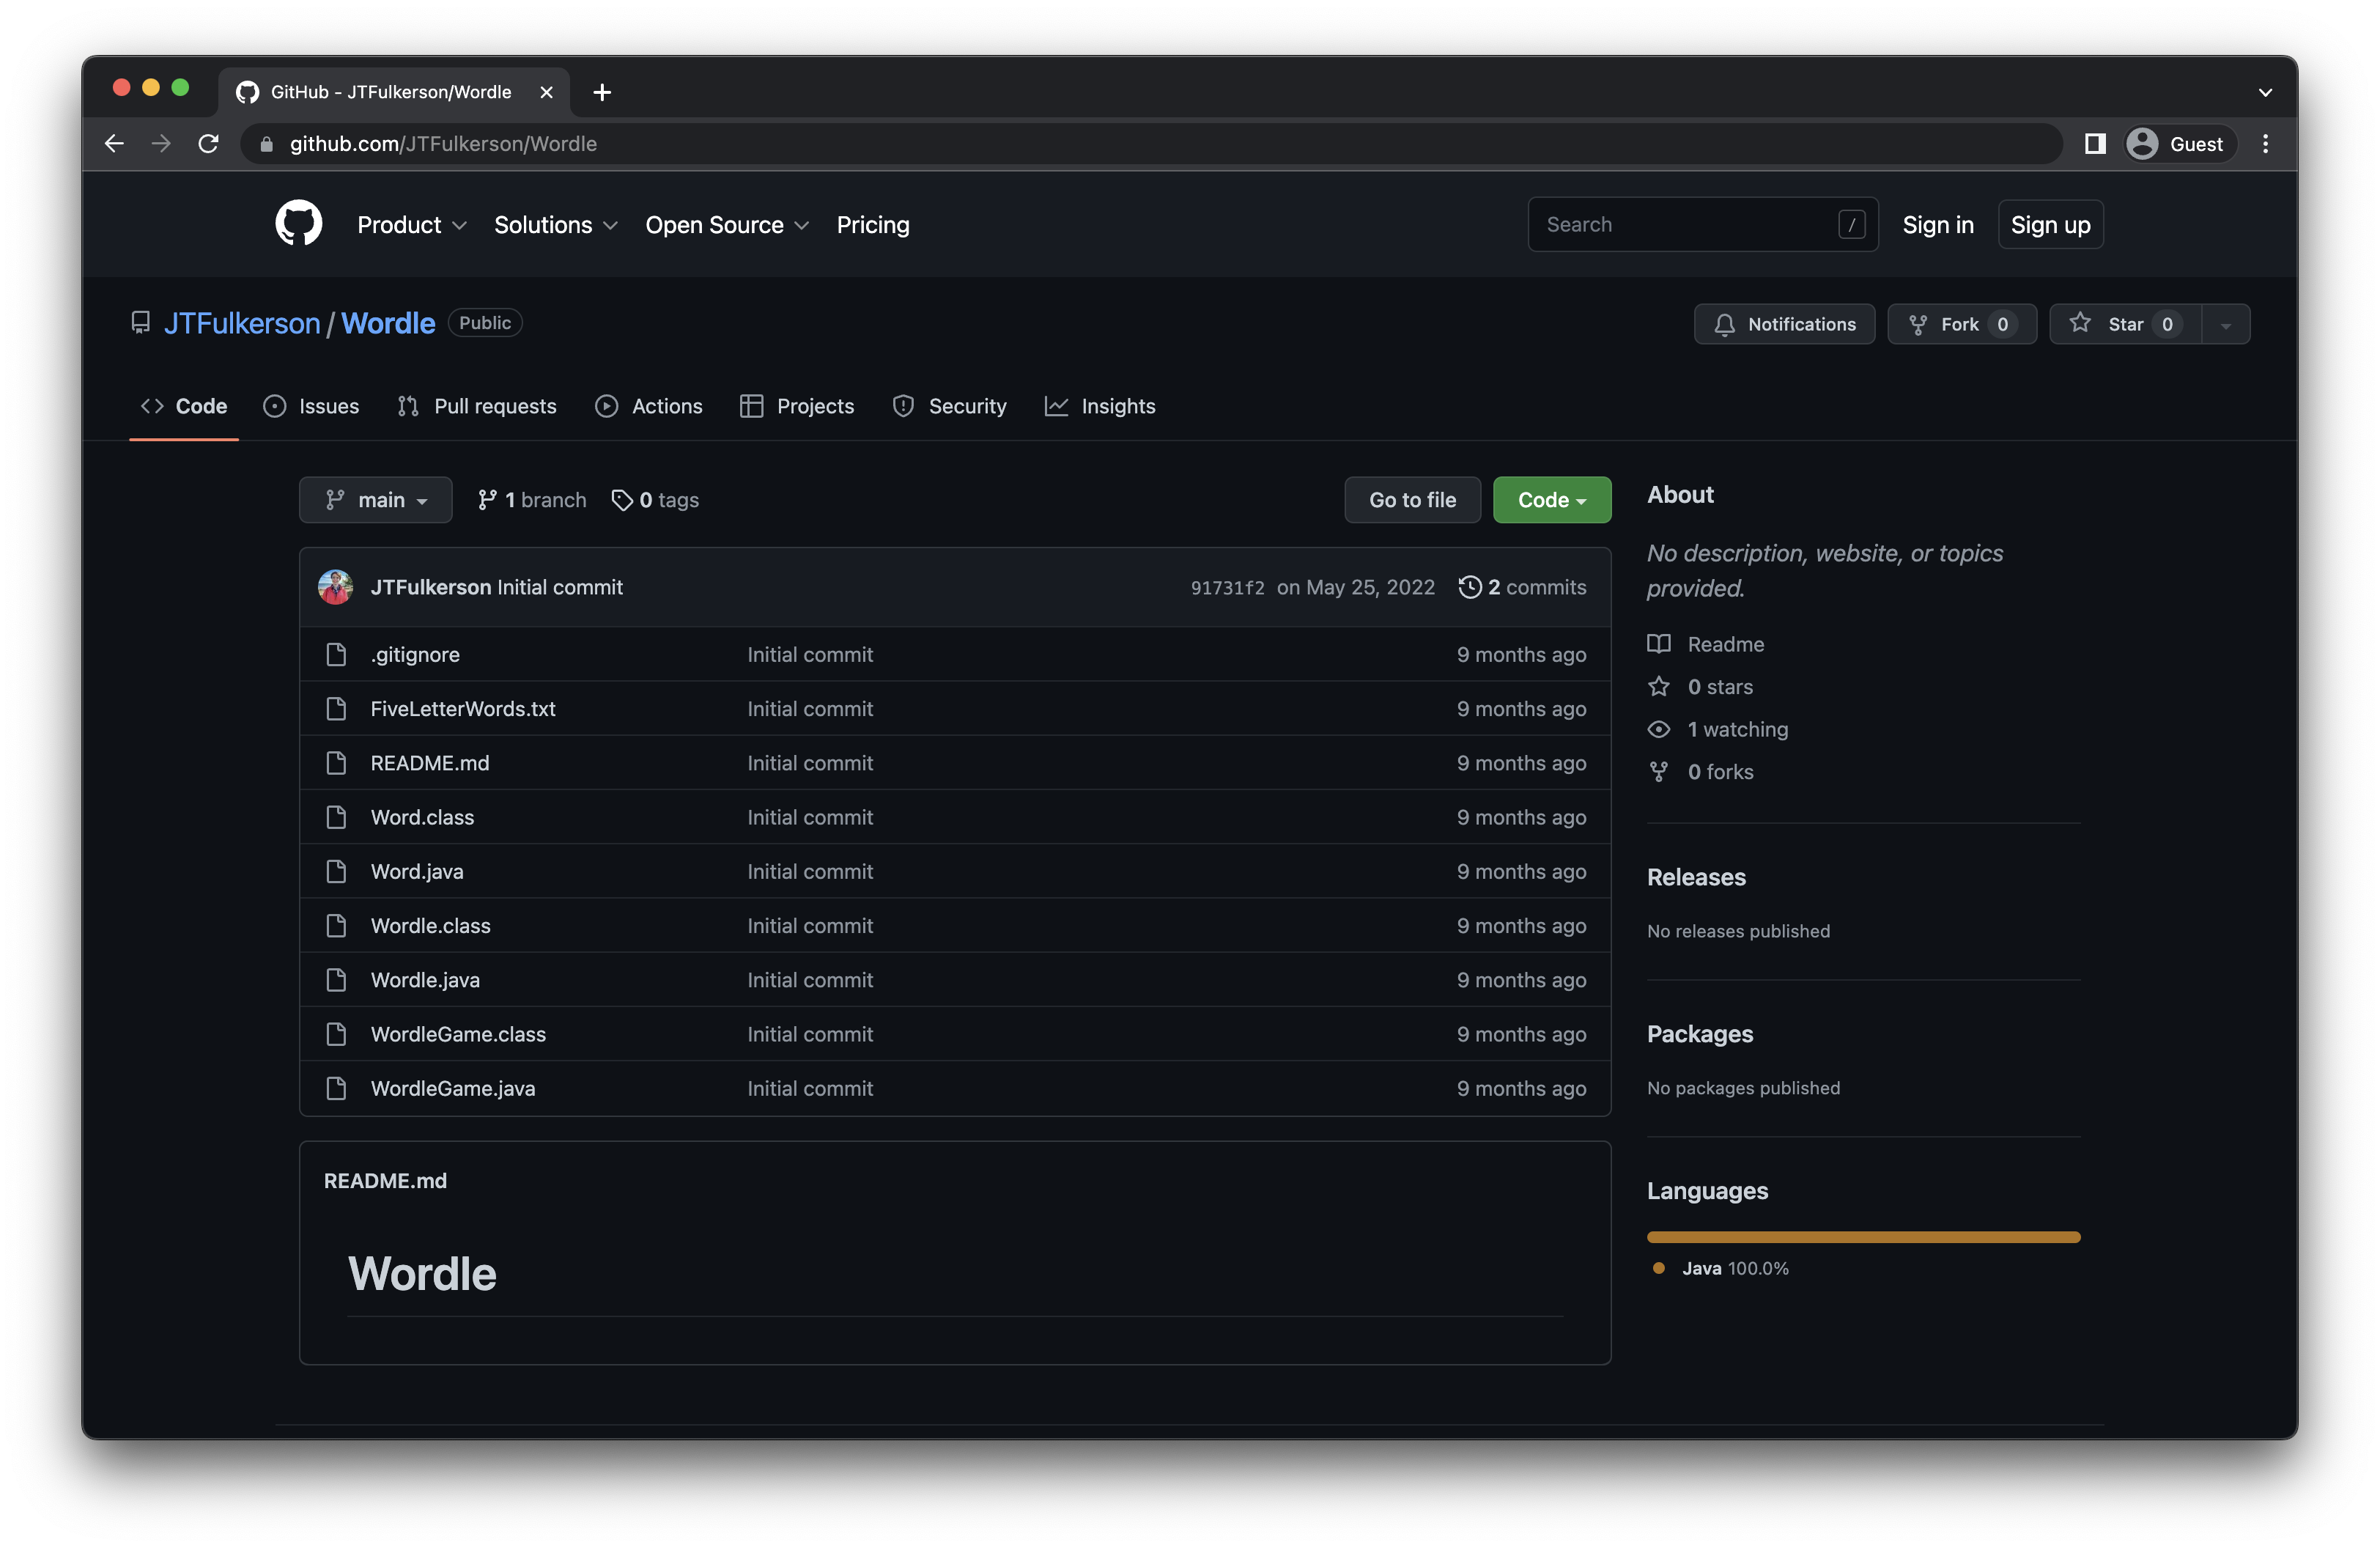 GitHub - JTFulkerson/Wordle
github.com/JTFulkerson/Wordle
Guest
Product Solutions Open Source Pricing
Search / Sign in Sign up
JTFulkerson / Wordle Public
Notifications Fork 0 Star 0
Code Issues Pull requests Actions Projects Security Insights
main 1 branch 0 tags
Go to file Code
JTFulkerson Initial commit 91731f2 on May 25, 2022 2 commits
.gitignore Initial commit 9 months ago
FiveLetterWords.txt Initial commit 9 months ago
README.md Initial commit 9 months ago
Word.class Initial commit 9 months ago
Word.java Initial commit 9 months ago
Wordle.class Initial commit 9 months ago
Wordle.java Initial commit 9 months ago
WordleGame.class Initial commit 9 months ago
WordleGame.java Initial commit 9 months ago
README.md
Wordle
About
No description, website, or topics
provided.
Readme
0 stars
1 watching
0 forks
Releases
No releases published
Packages
No packages published
Languages
Java 100.0%